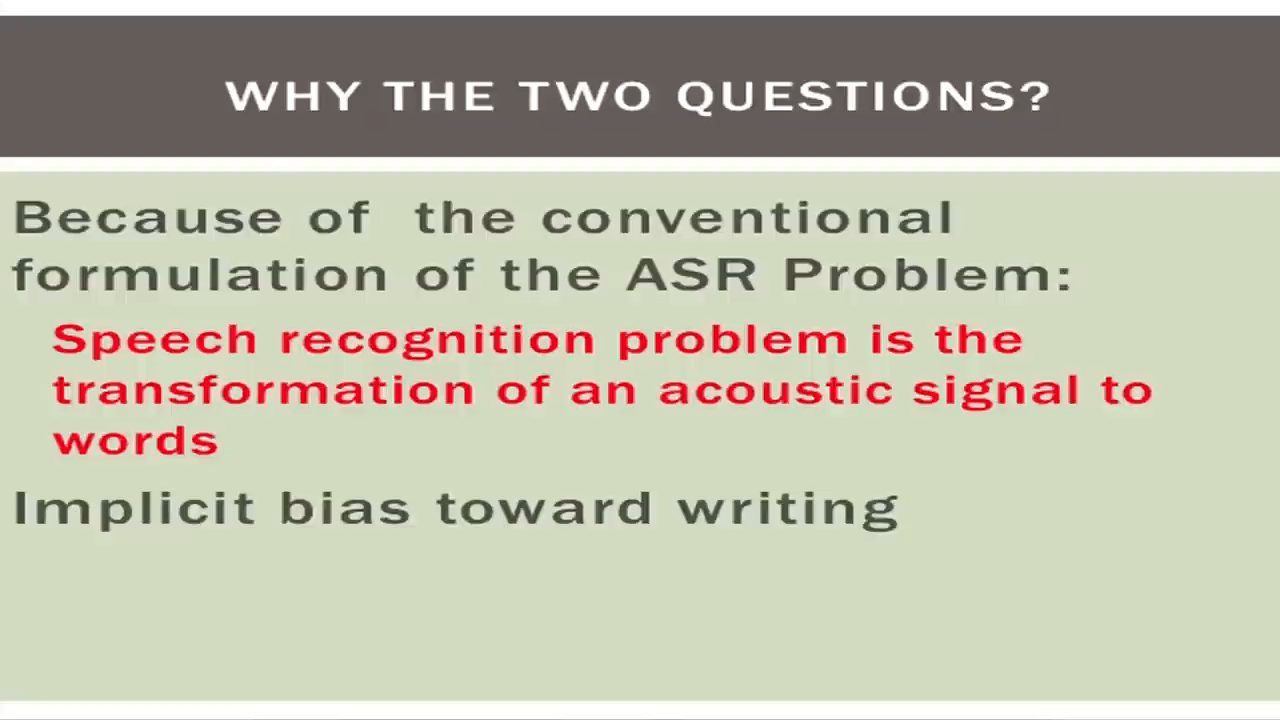 WHY THE TWO QUESTIONS?
Because of the conventional
formulation of the ASR Problem:
Speech recognition problem is the
transformation of an acoustic signal to
words
Implicit bias toward writing